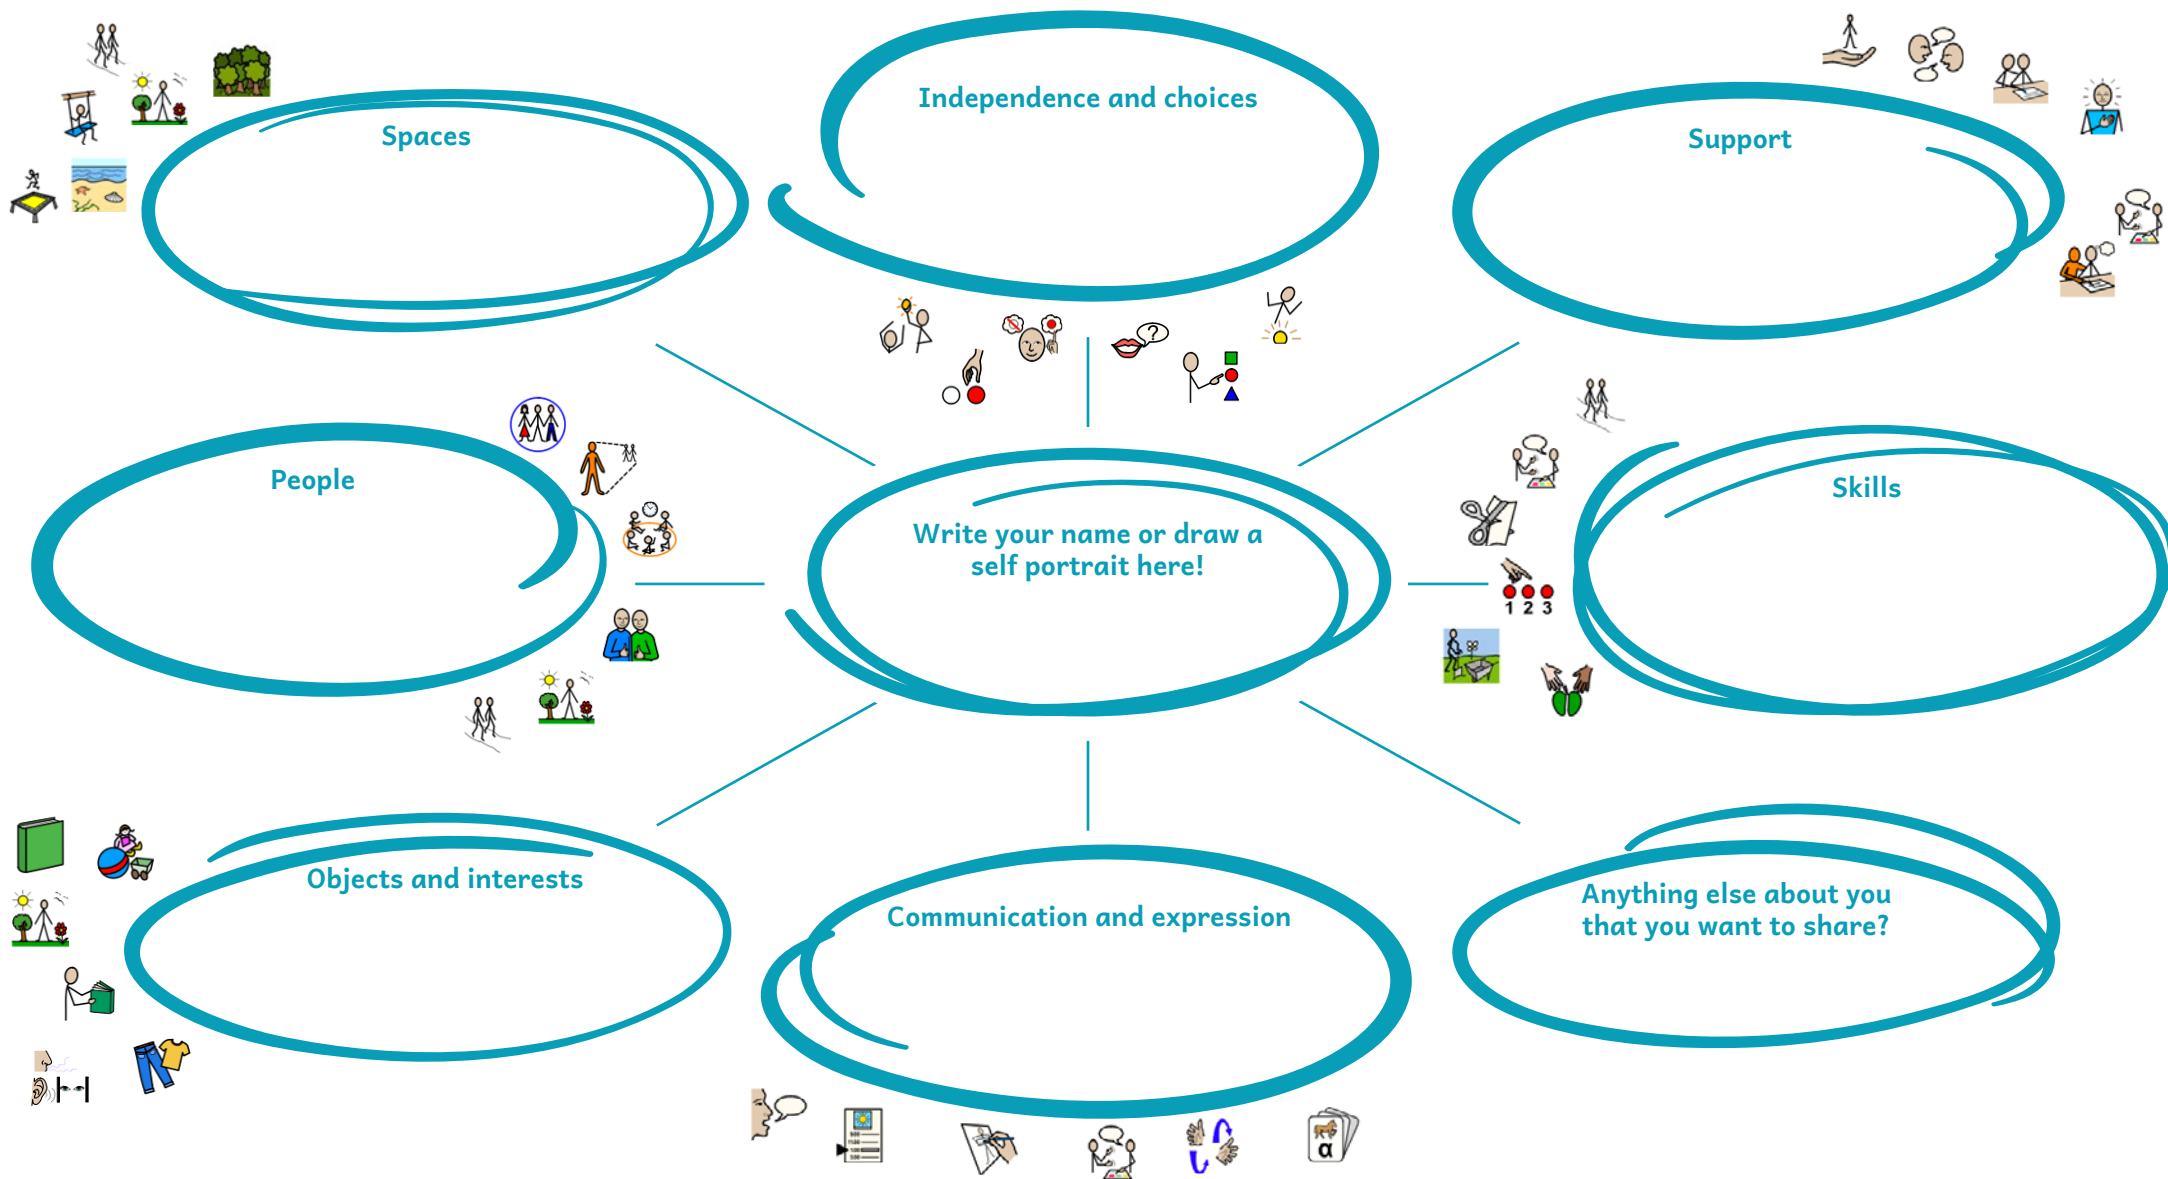 Independence and choices
Spaces
Support
?
People
Skills
Write your name or draw a
self portrait here!
1 2 3
Objects and interests
Anything else about you
that you want to share?
Communication and expression
α